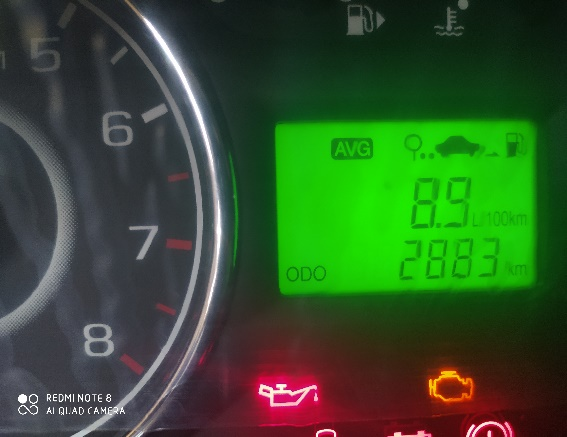 5
6
7
8
AVG
8.9 L/100km
ODO 2883 km
REDMI NOTE 8
AI QUAD CAMERA